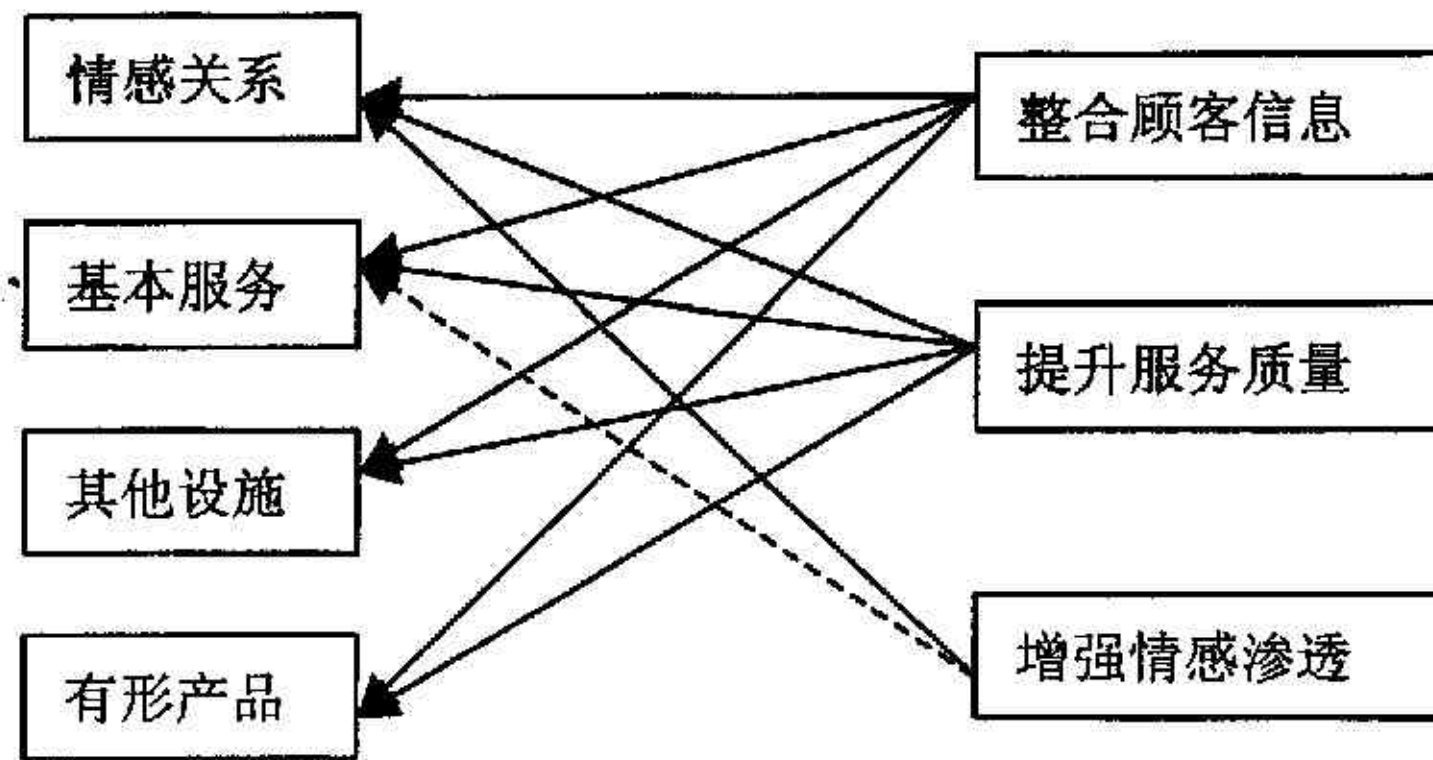 情感关系
整合顾客信息
基本服务
提升服务质量
其他设施
增强情感渗透
有形产品